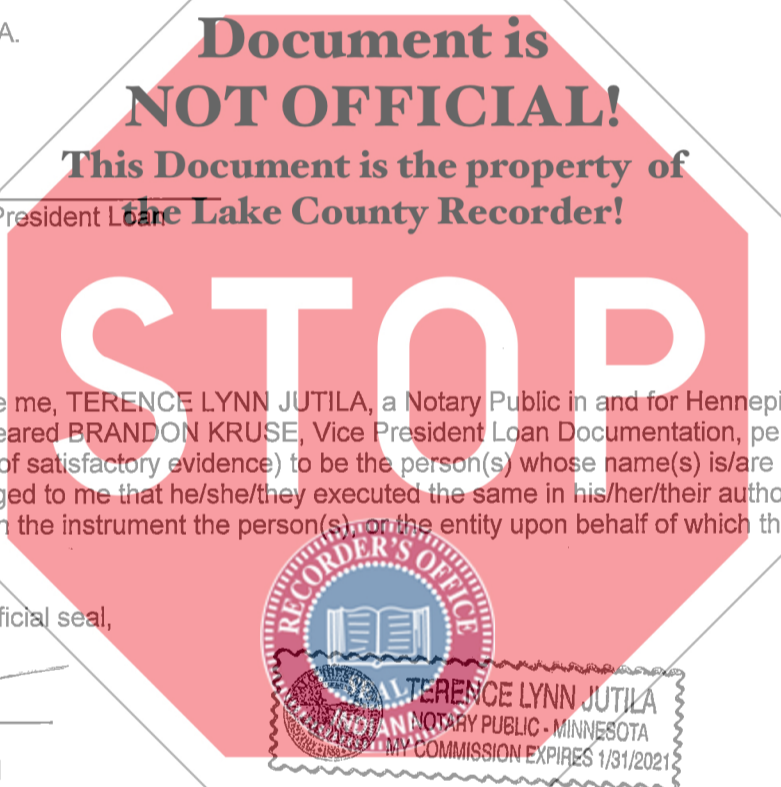 A.
Document is
NOT OFFICIAL!
This Document is the property of
the Lake County Recorder!
President Loan
STOP
e me, TERENCE LYNN JUTILA, a Notary Public in and for Hennepi
eared BRANDON KRUSE, Vice President Loan Documentation, pe
of satisfactory evidence) to be the person(s) whose name(s) is/are
ged to me that he/she/they executed the same in his/her/their autho
n the instrument the person(s), or the entity upon behalf of which th
RECORDER'S OFFICE
ficial seal,
SEAL
INDIANA
TERENCE LYNN JUTILA
NOTARY PUBLIC - MINNESOTA
MY COMMISSION EXPIRES 1/31/2021